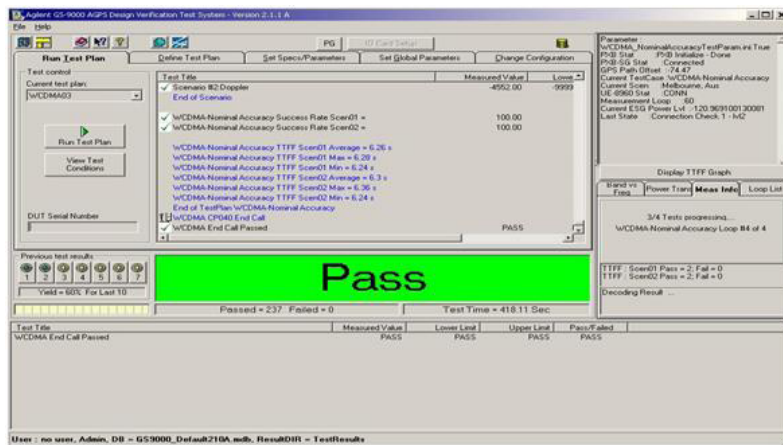 Agilent GS-9000 AGPS Design Verification Test System - Version 2.1.1 A
File Help
PG IO Card Setup
Run Test Plan Define Test Plan Set Specs/Parameters Set Global Parameters Change Configuration
Test control
Current test plan:
WCDMA03
Run Test Plan
View Test
Conditions
DUT Serial Number
Test Title Measured Value Lowe
Scenario #2:Doppler -4552.00 -9999
End of Scenario
WCDMA-Nominal Accuracy Success Rate Scen01 = 100.00
WCDMA-Nominal Accuracy Success Rate Scen02 = 100.00
WCDMA-Nominal Accuracy TTFF Scen01 Average = 6.26 s
WCDMA-Nominal Accuracy TTFF Scen01 Max = 6.28 s
WCDMA-Nominal Accuracy TTFF Scen01 Min = 6.24 s
WCDMA-Nominal Accuracy TTFF Scen02 Average = 6.3 s
WCDMA-Nominal Accuracy TTFF Scen02 Max = 6.36 s
WCDMA-Nominal Accuracy TTFF Scen02 Min = 6.24 s
End of TestPlan WCDMA-Nominal Accuracy
WCDMA CP040 End Call
WCDMA End Call Passed PASS
Parameter :
WCDMA_NominalAccuracyTestParam.ini:True
PXB Stat :PXB Initialize - Done
PXB-SG Stat :Connected
GPS Path Offset :-74.47
Current TestCase :WCDMA Nominal Accuracy
Current Scen :Melbourne, Aus
UE-8960 Stat :CONN
Measurement Loop :60
Current ESG Power Lvl :-120.969100130081
Last State :Connection Check 1 - lvl2
Display TTFF Graph
Band vs Freq Power Trans Meas Info Loop List
3/4 Tests progressing....
WCDMA-Nominal Accuracy Loop #4 of 4
TTFF : Scen01 Pass = 2; Fail = 0
TTFF : Scen02 Pass = 2; Fail = 0
Decoding Result ...
Previous test results
1 2 3 4 5 6 7
Yield = 60% For Last 10
Pass
Passed = 237 Failed = 0 Test Time = 418.11 Sec
Test Title Measured Value Lower Limit Upper Limit Pass/Failed
WCDMA End Call Passed PASS PASS PASS PASS
User : no user, Admin, DB = GS9000_Default210A.mdb, ResultDIR = TestResults